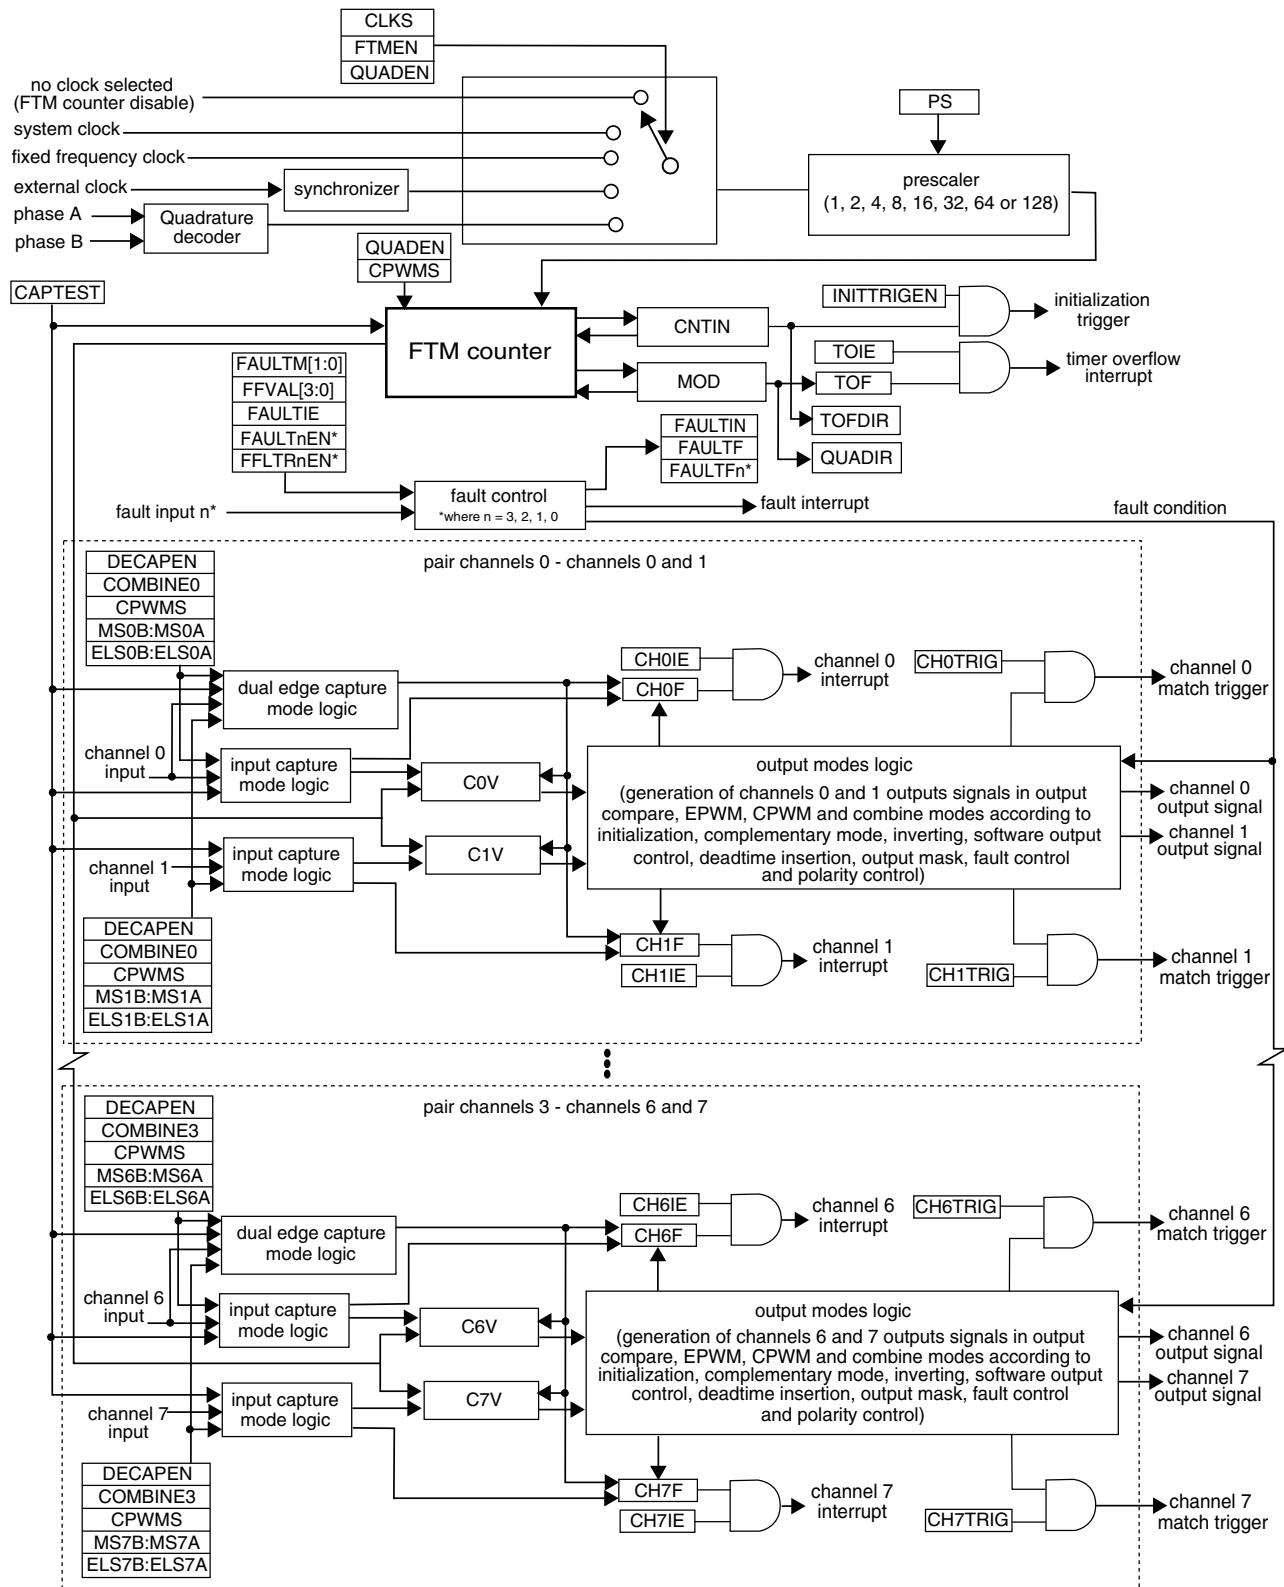 CLKS
FTMEN
QUADEN
no clock selected
(FTM counter disable)
system clock
fixed frequency clock
external clock
synchronizer
phase A
phase B
Quadrature
decoder
PS
prescaler
(1, 2, 4, 8, 16, 32, 64 or 128)
QUADEN
CPWMS
CAPTEST
FTM counter
CNTIN
MOD
INITTRIGEN
initialization
trigger
TOIE
TOF
timer overflow
interrupt
TOFDIR
QUADIR
FAULTM[1:0]
FFVAL[3:0]
FAULTIE
FAULTnEN*
FFLTRnEN*
FAULTIN
FAULTF
FAULTFn*
fault input n*
fault control
*where n = 3, 2, 1, 0
fault interrupt
fault condition
pair channels 0 - channels 0 and 1
DECAPEN
COMBINE0
CPWMS
MS0B:MS0A
ELS0B:ELS0A
dual edge capture
mode logic
channel 0
input
input capture
mode logic
C0V
CH0IE
CH0F
channel 0
interrupt
CH0TRIG
channel 0
match trigger
output modes logic
(generation of channels 0 and 1 outputs signals in output
compare, EPWM, CPWM and combine modes according to
initialization, complementary mode, inverting, software output
control, deadtime insertion, output mask, fault control
and polarity control)
channel 0
output signal
channel 1
output signal
channel 1
input
input capture
mode logic
C1V
DECAPEN
COMBINE0
CPWMS
MS1B:MS1A
ELS1B:ELS1A
CH1F
CH1IE
channel 1
interrupt
CH1TRIG
channel 1
match trigger
pair channels 3 - channels 6 and 7
DECAPEN
COMBINE3
CPWMS
MS6B:MS6A
ELS6B:ELS6A
dual edge capture
mode logic
channel 6
input
input capture
mode logic
C6V
CH6IE
CH6F
channel 6
interrupt
CH6TRIG
channel 6
match trigger
output modes logic
(generation of channels 6 and 7 outputs signals in output
compare, EPWM, CPWM and combine modes according to
initialization, complementary mode, inverting, software output
control, deadtime insertion, output mask, fault control
and polarity control)
channel 6
output signal
channel 7
output signal
channel 7
input
input capture
mode logic
C7V
DECAPEN
COMBINE3
CPWMS
MS7B:MS7A
ELS7B:ELS7A
CH7F
CH7IE
channel 7
interrupt
CH7TRIG
channel 7
match trigger